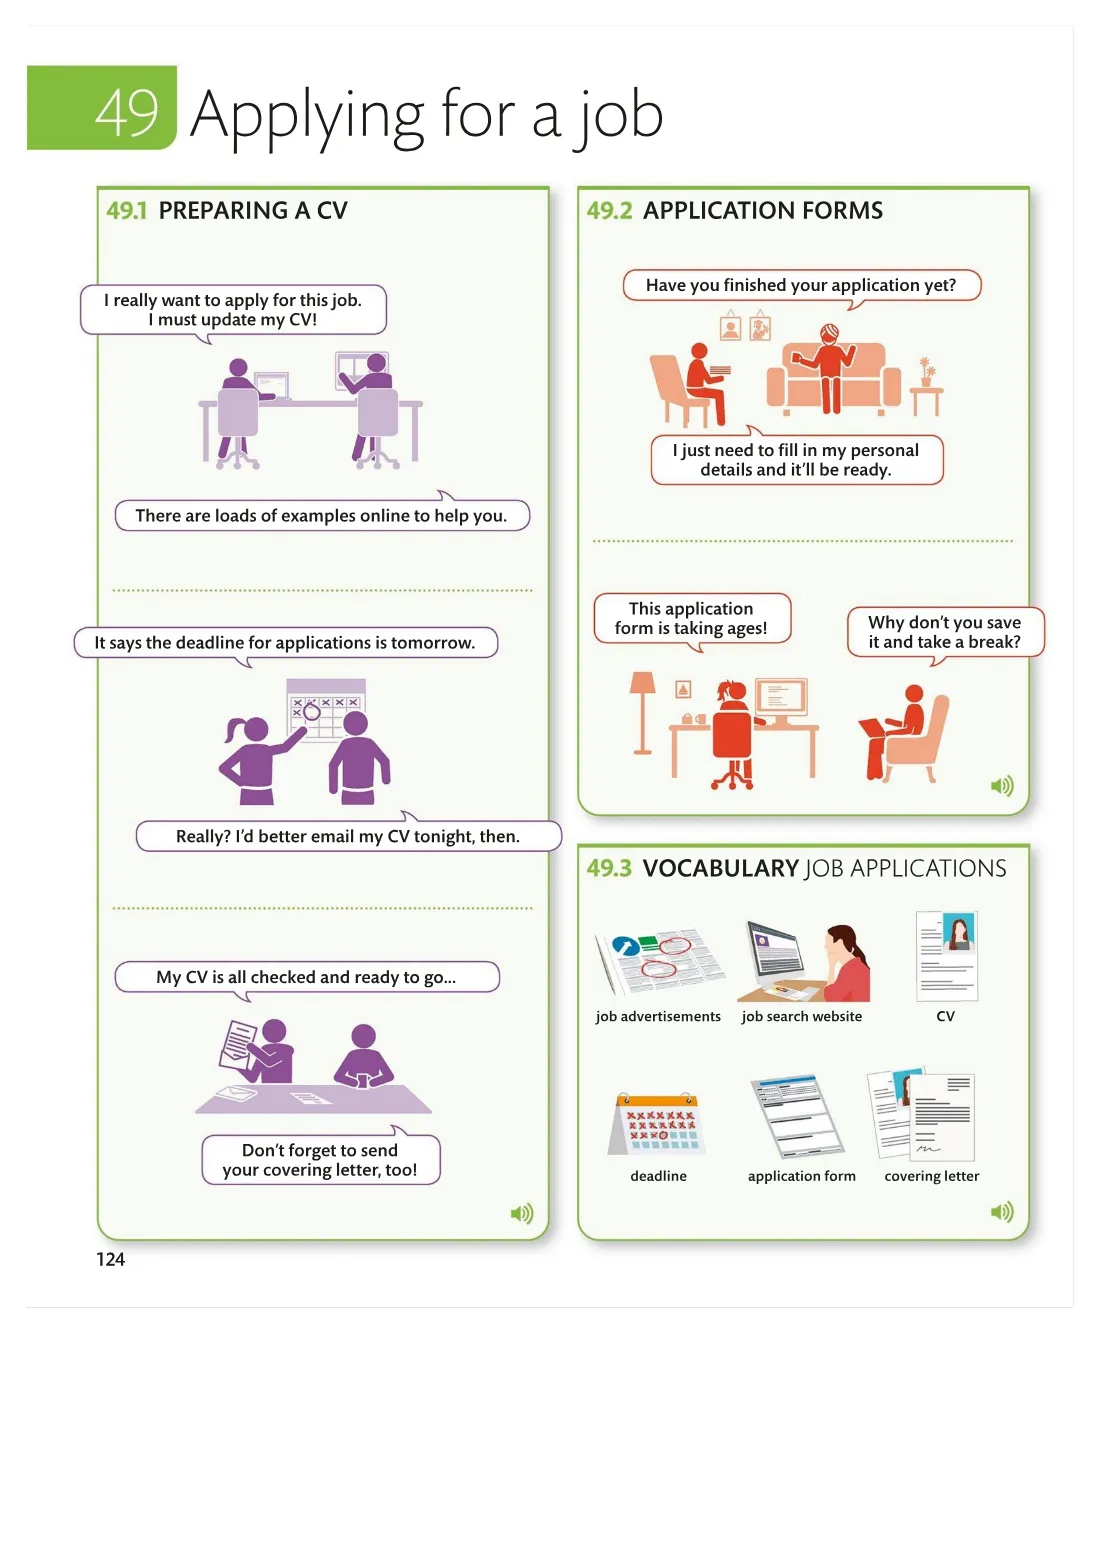 49 Applying for a job
49.1 PREPARING A CV
I really want to apply for this job.
I must update my CV!
There are loads of examples online to help you.
It says the deadline for applications is tomorrow.
Really? I'd better email my CV tonight, then.
My CV is all checked and ready to go...
Don't forget to send
your covering letter, too!
49.2 APPLICATION FORMS
Have you finished your application yet?
I just need to fill in my personal
details and it'll be ready.
This application
form is taking ages!
Why don't you save
it and take a break?
49.3 VOCABULARY JOB APPLICATIONS
job advertisements
job search website
CV
deadline
application form
covering letter
124